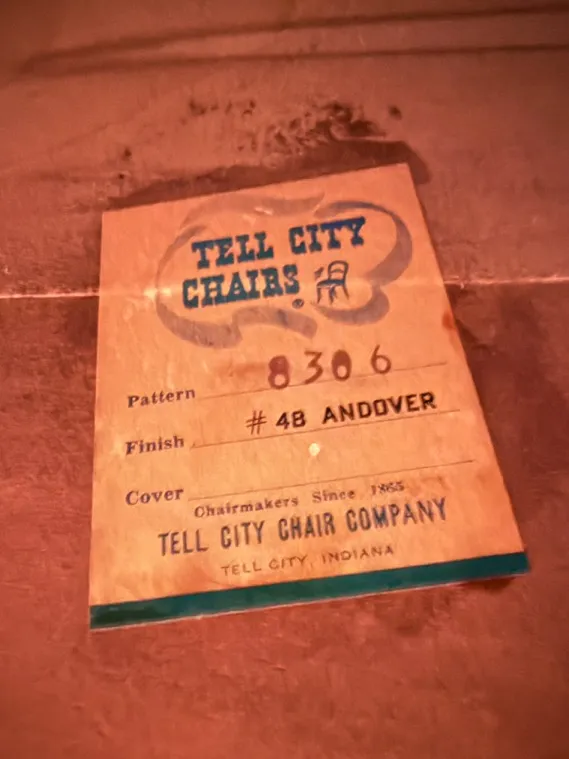 TELL CITY
CHAIRS ®
Pattern 8306
Finish #48 ANDOVER
Cover
Chairmakers Since 1865
TELL CITY CHAIR COMPANY
TELL CITY, INDIANA